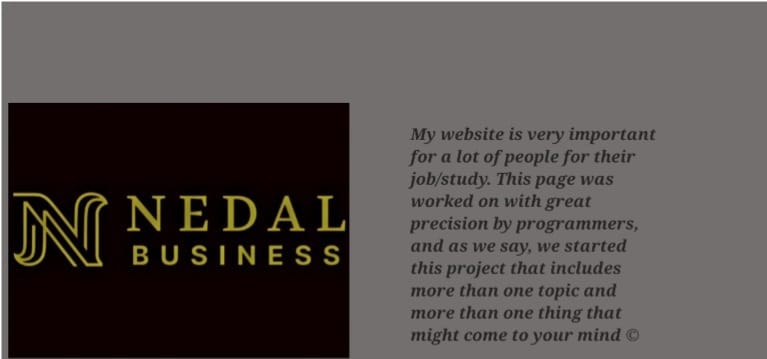 NEDAL
BUSINESS
My website is very important
for a lot of people for their
job/study. This page was
worked on with great
precision by programmers,
and as we say, we started
this project that includes
more than one topic and
more than one thing that
might come to your mind ©